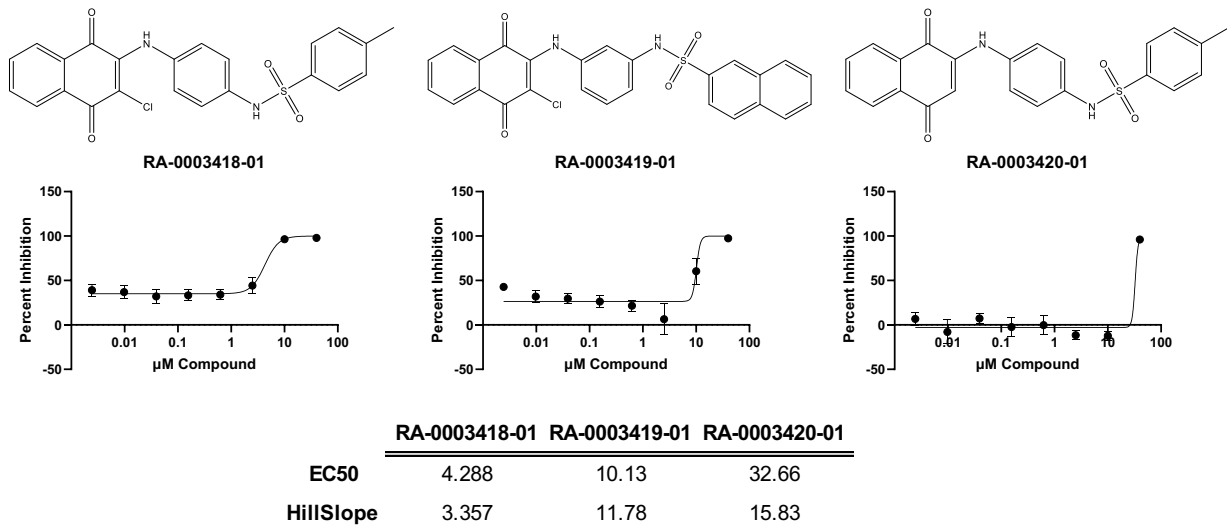 O
H
N
O
Cl
N
H
S
O
O
O
H
N
O
Cl
H
N
O
S
O
O
H
N
O
N
H
S
O
O
RA-0003418-01
RA-0003419-01
RA-0003420-01
150
100
50
0
-50
Percent Inhibition
0.01 0.1 1 10 100
µM Compound
150
100
50
0
-50
Percent Inhibition
0.01 0.1 1 10 100
µM Compound
150
100
50
0
-50
Percent Inhibition
0.01 0.1 1 10 100
µM Compound
RA-0003418-01 RA-0003419-01 RA-0003420-01
EC50 4.288 10.13 32.66
HillSlope 3.357 11.78 15.83